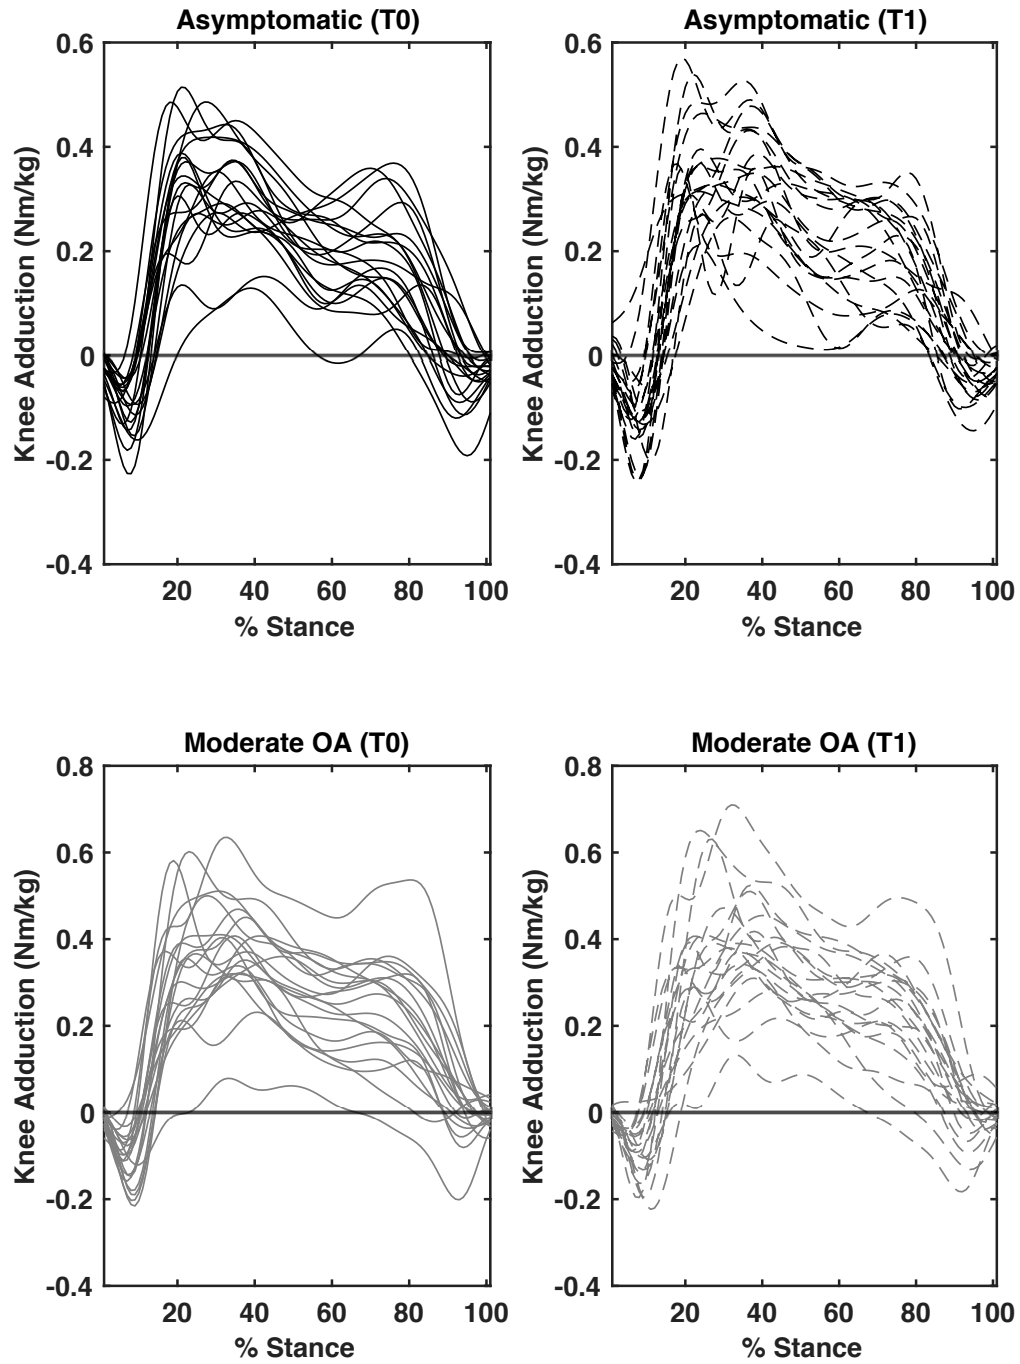 Asymptomatic (T0)
Asymptomatic (T1)
0.6
0.4
0.2
0
-0.2
-0.4
Knee Adduction (Nm/kg)
20 40 60 80 100
% Stance
0.6
0.4
0.2
0
-0.2
-0.4
Knee Adduction (Nm/kg)
20 40 60 80 100
% Stance
Moderate OA (T0)
Moderate OA (T1)
0.8
0.6
0.4
0.2
0
-0.2
-0.4
Knee Adduction (Nm/kg)
20 40 60 80 100
% Stance
0.8
0.6
0.4
0.2
0
-0.2
-0.4
Knee Adduction (Nm/kg)
20 40 60 80 100
% Stance